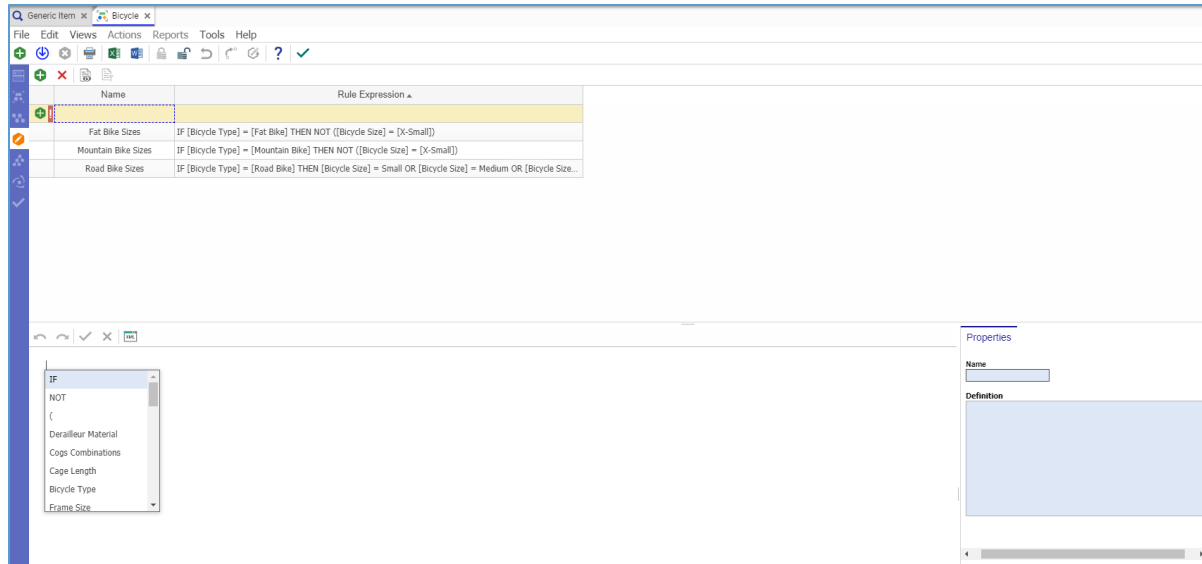 Generic Item
Bicycle
File Edit Views Actions Reports Tools Help
Name Rule Expression
Fat Bike Sizes IF [Bicycle Type] = [Fat Bike] THEN NOT ([Bicycle Size] = [X-Small])
Mountain Bike Sizes IF [Bicycle Type] = [Mountain Bike] THEN NOT ([Bicycle Size] = [X-Small])
Road Bike Sizes IF [Bicycle Type] = [Road Bike] THEN [Bicycle Size] = Small OR [Bicycle Size] = Medium OR [Bicycle Size...
XML
IF
NOT
(
Derailleur Material
Cogs Combinations
Cage Length
Bicycle Type
Frame Size
Properties
Name
Definition